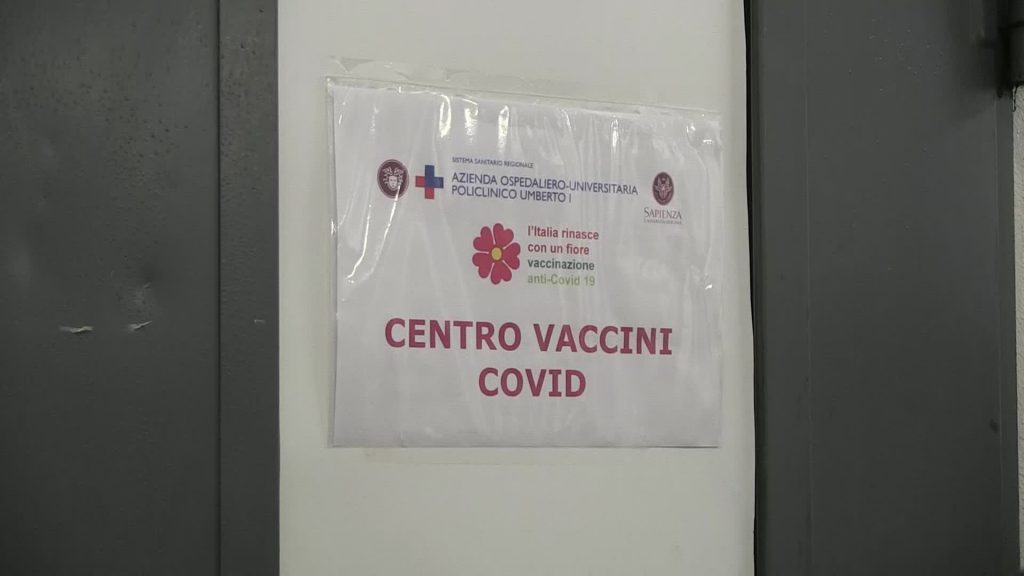 SISTEMA SANITARIO REGIONALE
AZIENDA OSPEDALIERO-UNIVERSITARIA
POLICLINICO UMBERTO I
SAPIENZA
l'Italia rinasce
con un fiore
vaccinazione
anti-Covid 19
CENTRO VACCINI
COVID